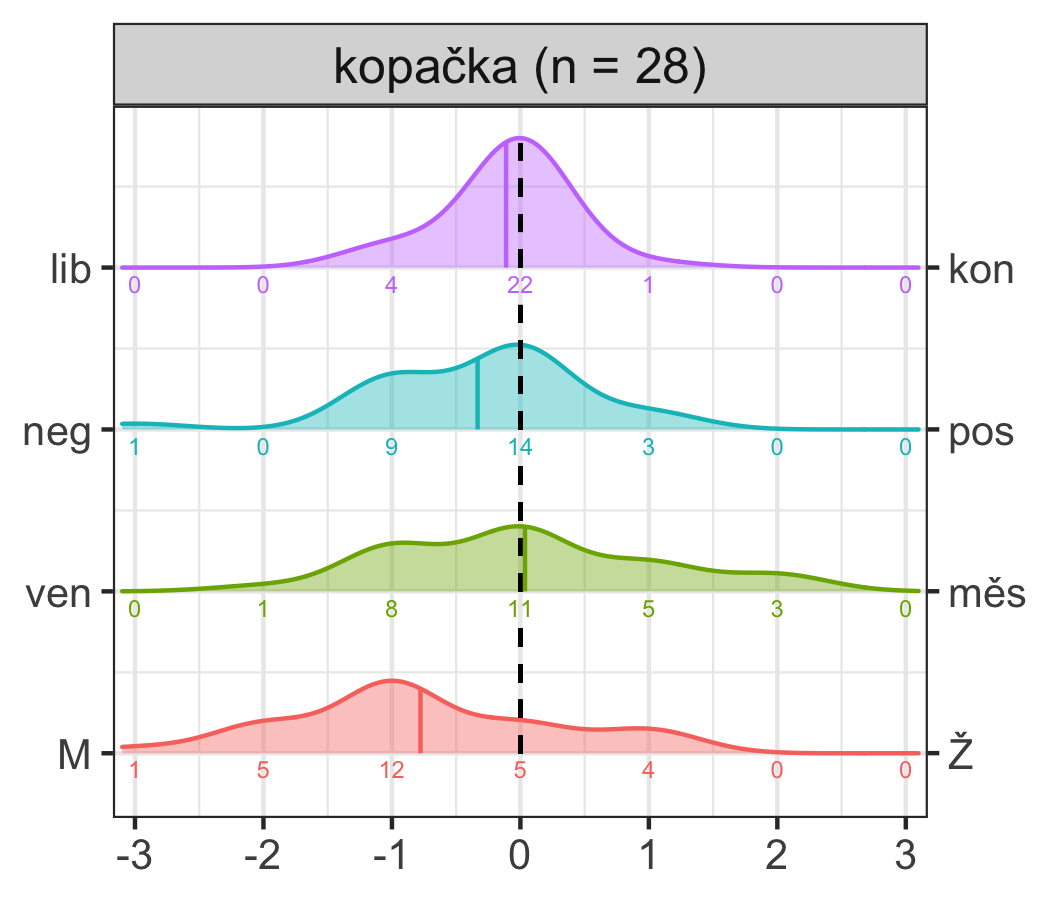 kopačka (n = 28)
lib kon
0 0 4 22 1 0 0
neg pos
1 0 9 14 3 0 0
ven měs
0 1 8 11 5 3 0
M Ž
1 5 12 5 4 0 0
-3 -2 -1 0 1 2 3